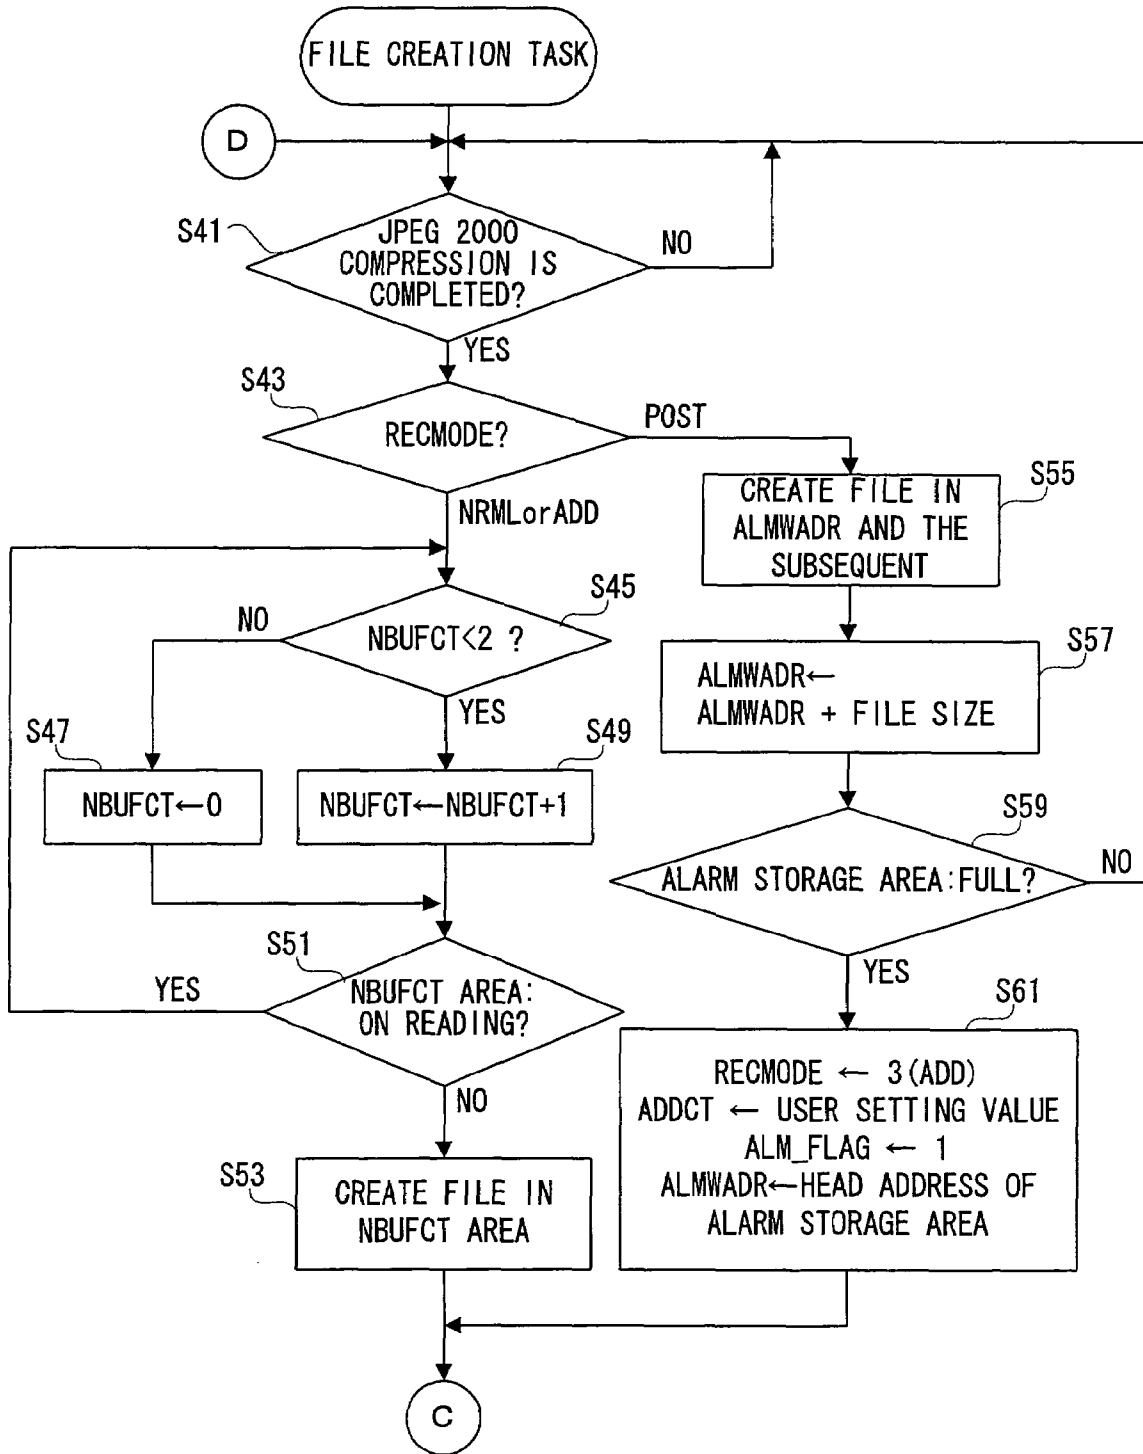 FILE CREATION TASK
D
S41
JPEG 2000
COMPRESSION IS
COMPLETED?
NO
YES
S43
RECMODE?
POST
NRMLorADD
S55
CREATE FILE IN
ALMWADR AND THE
SUBSEQUENT
S45
NBUFCT<2 ?
NO
YES
S57
ALMWADR←
ALMWADR + FILE SIZE
S47
NBUFCT←0
S49
NBUFCT←NBUFCT+1
S59
ALARM STORAGE AREA:FULL?
NO
YES
S51
NBUFCT AREA:
ON READING?
YES
NO
S61
RECMODE ← 3(ADD)
ADDCT ← USER SETTING VALUE
ALM_FLAG ← 1
ALMWADR←HEAD ADDRESS OF
ALARM STORAGE AREA
S53
CREATE FILE IN
NBUFCT AREA
C